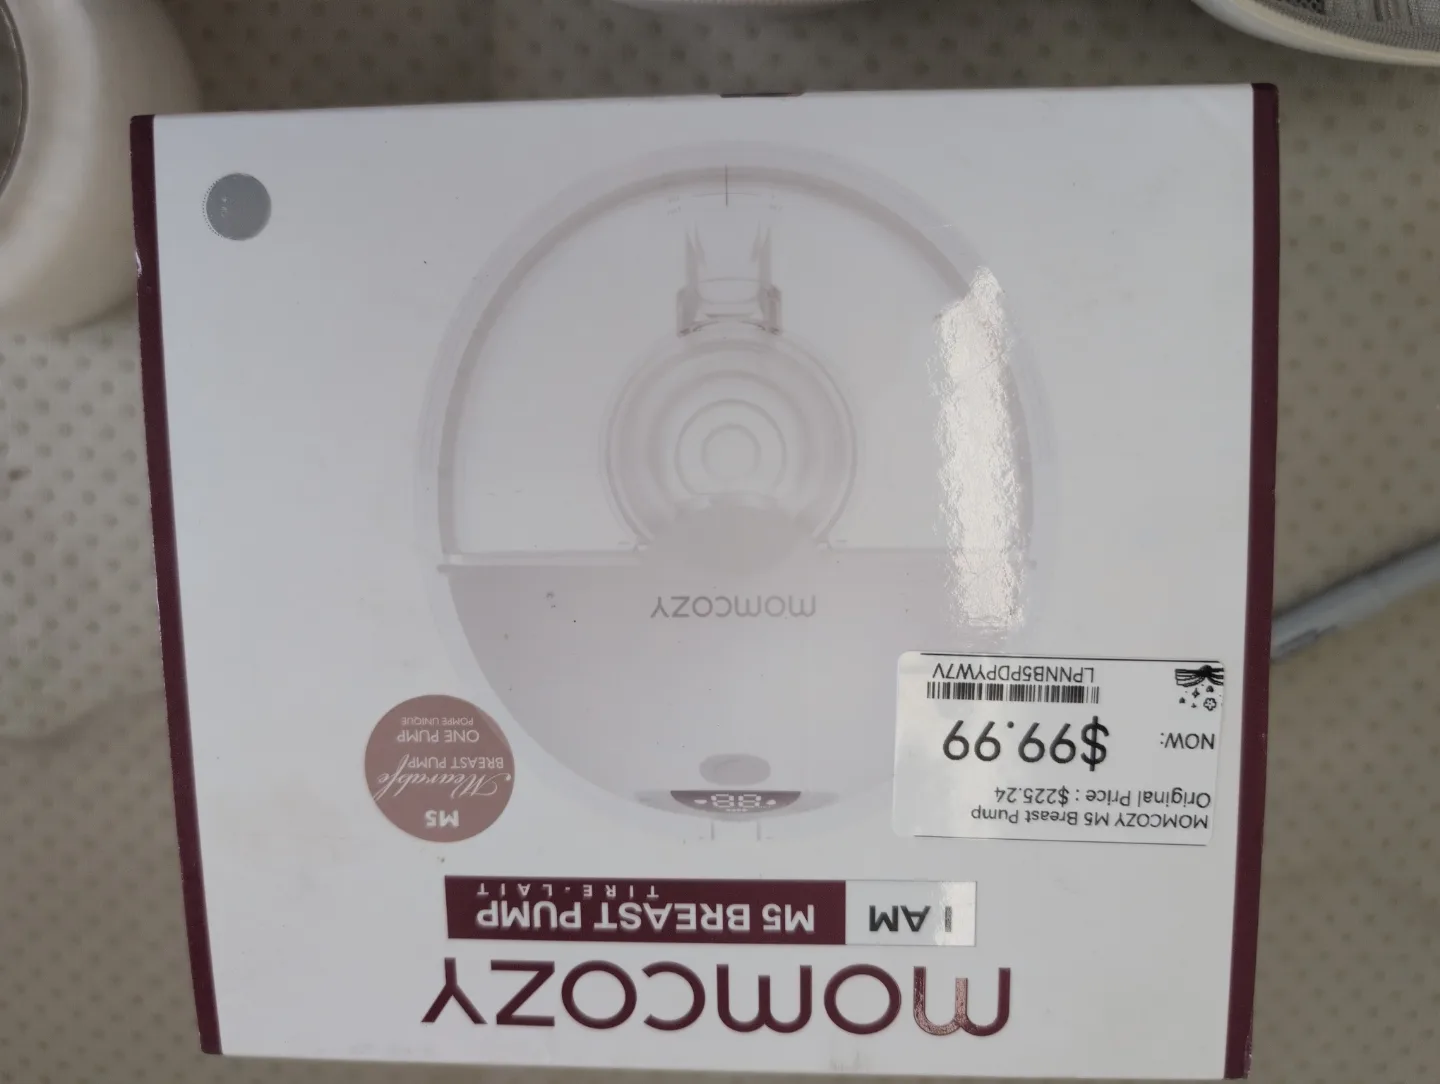 momcozy
I AM M5 BREAST PUMP
TIRE-LAIT
M5
Wearable
BREAST PUMP/
ONE PUMP
POMPE UNIQUE
MOMCOZY M5 Breast Pump
Original Price : $225.24
NOW: $99.99
LPNNB5PDPYW7V
88:88
momcozy